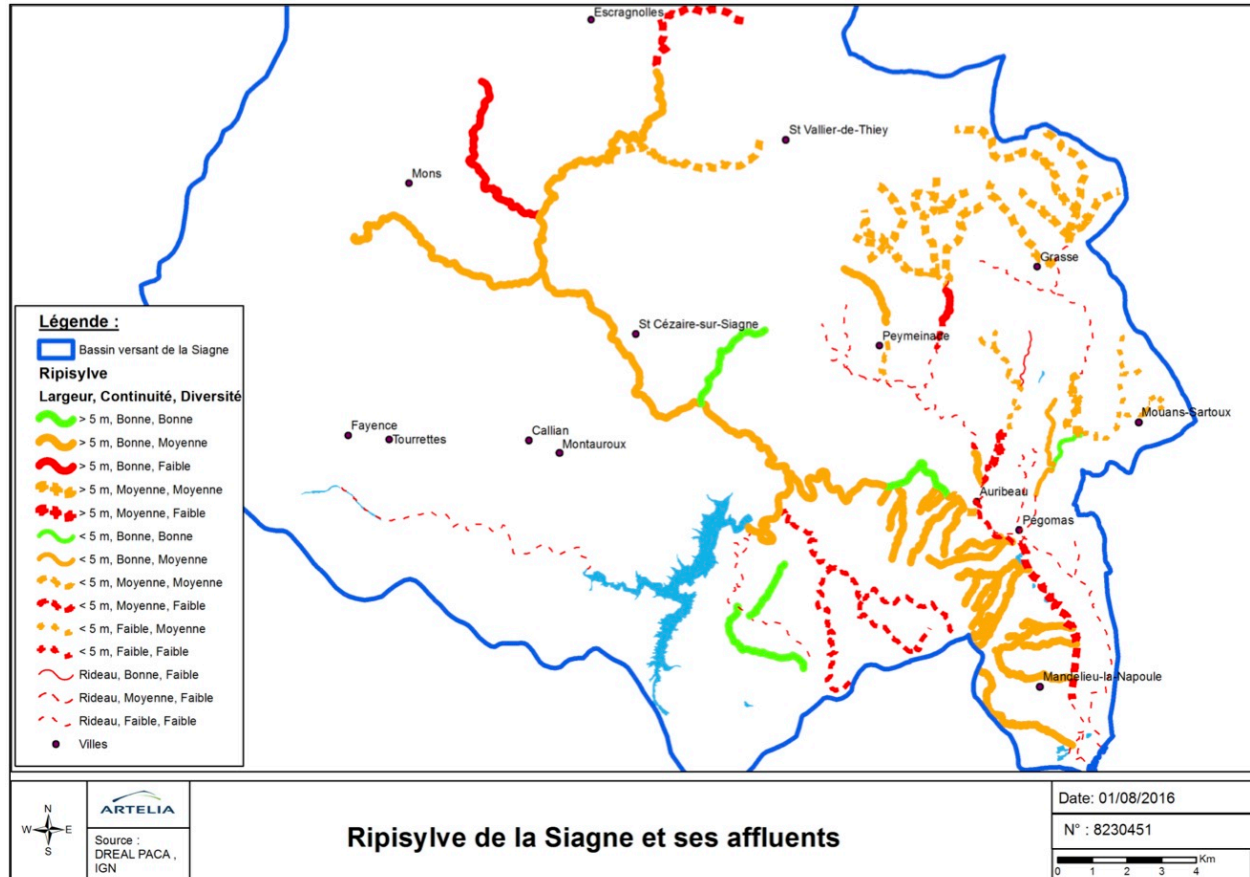 Escragnolles
St Vallier-de-Thiey
Mons
Grasse
St Cézaire-sur-Siagne
Peymeinade
Mouans-Sartoux
Fayence
Tourrettes
Callian
Montauroux
Auribeau
Pégomas
Mandelieu-la-Napoule
Légende :
Bassin versant de la Siagne
Ripisylve
Largeur, Continuité, Diversité
> 5 m, Bonne, Bonne
> 5 m, Bonne, Moyenne
> 5 m, Bonne, Faible
> 5 m, Moyenne, Moyenne
> 5 m, Moyenne, Faible
< 5 m, Bonne, Bonne
< 5 m, Bonne, Moyenne
< 5 m, Moyenne, Moyenne
< 5 m, Moyenne, Faible
< 5 m, Faible, Moyenne
< 5 m, Faible, Faible
Rideau, Bonne, Faible
Rideau, Moyenne, Faible
Rideau, Faible, Faible
Villes
N
W E
S
ARTELIA
Source :
DREAL PACA ,
IGN
Ripisylve de la Siagne et ses affluents
Date: 01/08/2016
N° : 8230451
Km
0 1 2 3 4